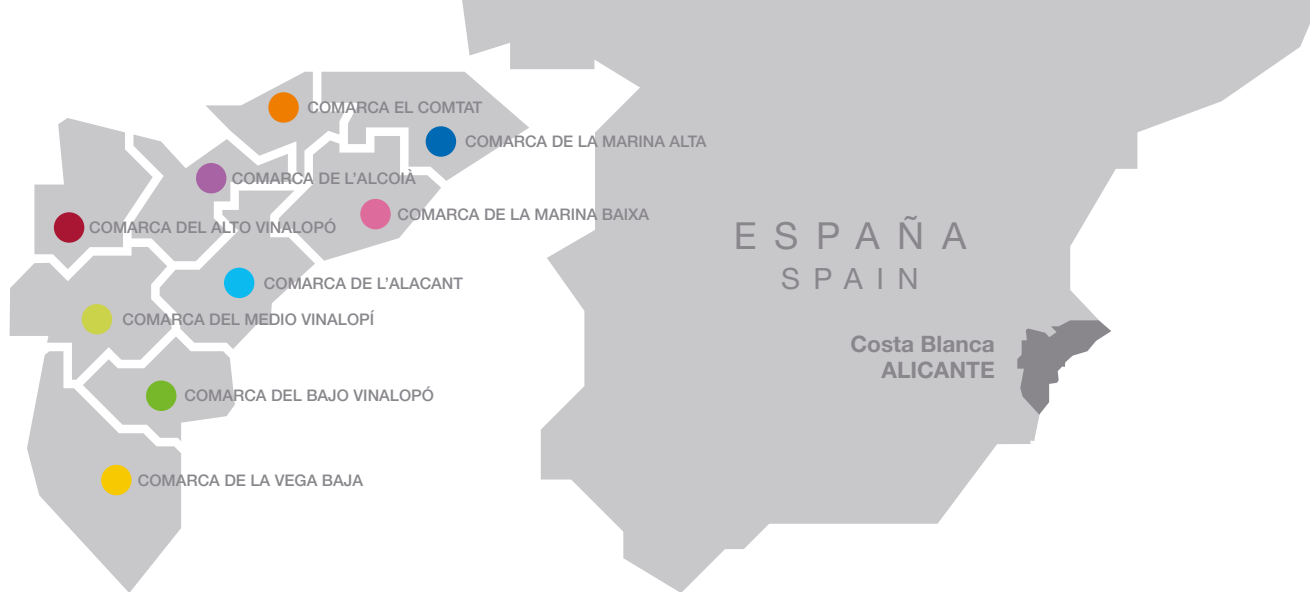 COMARCA EL COMTAT
COMARCA DE LA MARINA ALTA
COMARCA DE L'ALCOIÀ
COMARCA DE LA MARINA BAIXA
COMARCA DEL ALTO VINALOPÓ
COMARCA DE L'ALACANT
COMARCA DEL MEDIO VINALOPÍ
COMARCA DEL BAJO VINALOPÓ
COMARCA DE LA VEGA BAJA
ESPAÑA
SPAIN
Costa Blanca
ALICANTE